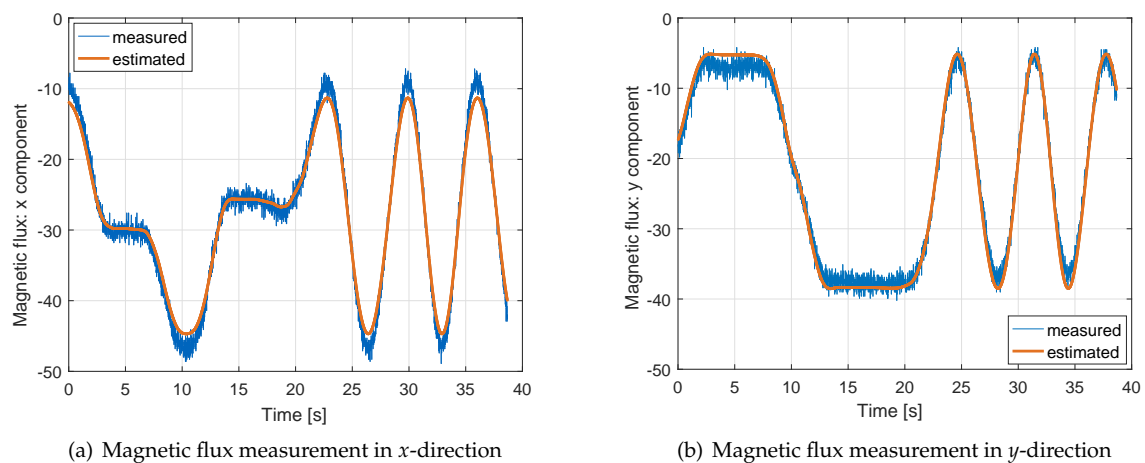 0
-10
-20
-30
-40
-50
Magnetic flux: x component
measured
estimated
0 5 10 15 20 25 30 35 40
Time [s]
(a) Magnetic flux measurement in x-direction
0
-10
-20
-30
-40
-50
Magnetic flux: y component
measured
estimated
0 5 10 15 20 25 30 35 40
Time [s]
(b) Magnetic flux measurement in y-direction